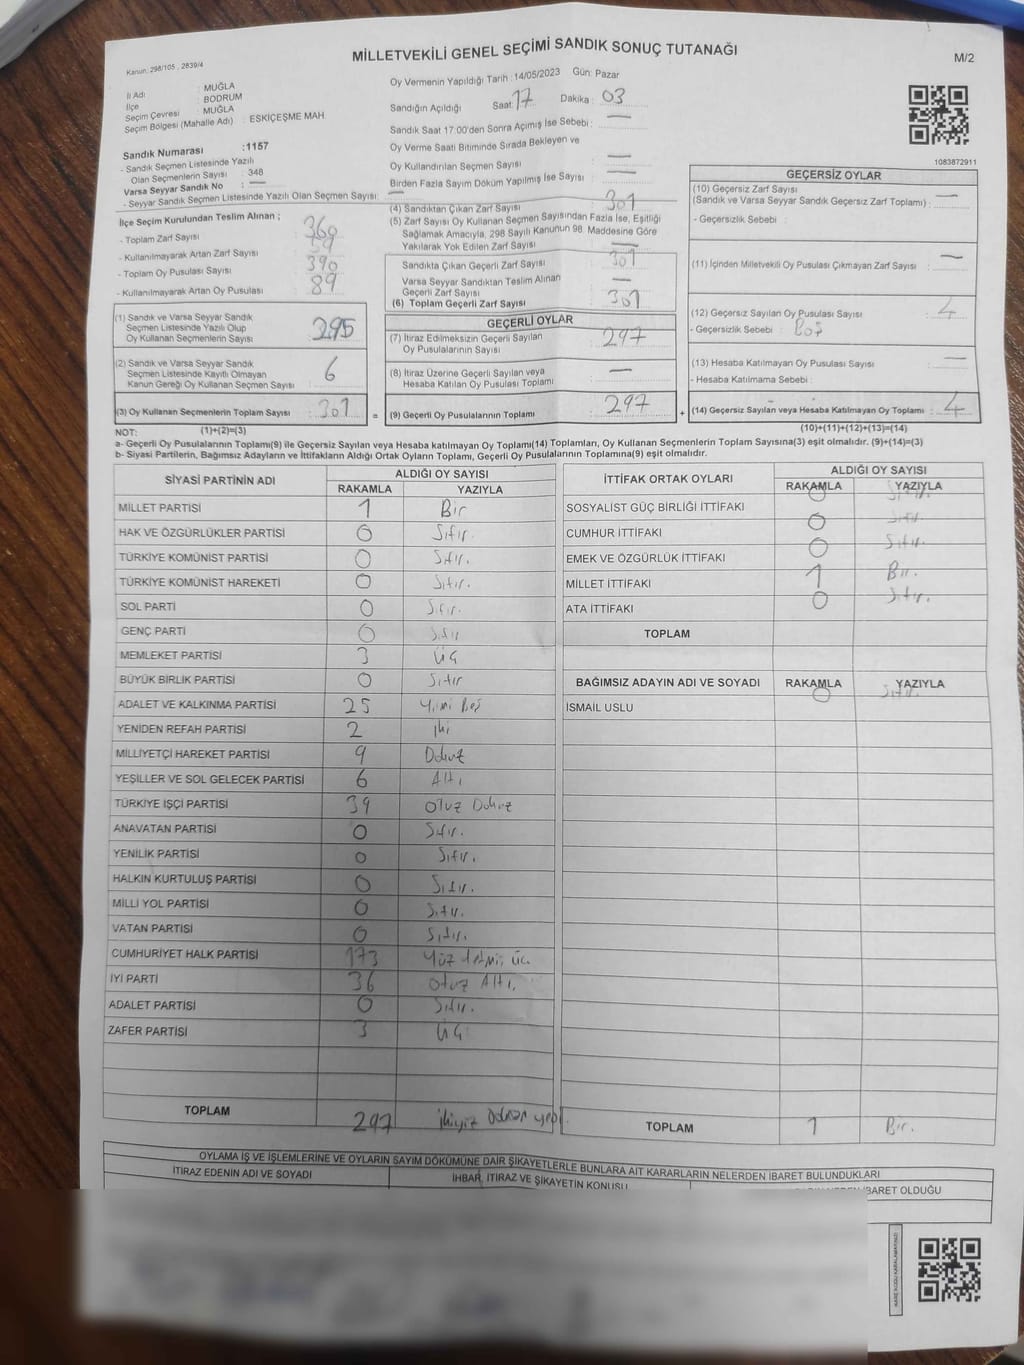 MİLLETVEKİLİ GENEL SEÇİMİ SANDIK SONUÇ TUTANAĞI
M/2
Kanun: 298/105 , 2839/4
İl Adı : MUĞLA
İlçe : BODRUM
Seçim Çevresi : MUĞLA
Seçim Bölgesi (Mahalle Adı) : ESKİÇEŞME MAH.
Sandık Numarası :1157
- Sandık Seçmen Listesinde Yazılı
Olan Seçmenlerin Sayısı : 348
Varsa Seyyar Sandık No : —
- Seyyar Sandık Seçmen Listesinde Yazılı Olan Seçmen Sayısı: —
Oy Vermenin Yapıldığı Tarih :14/05/2023 Gün: Pazar
Sandığın Açıldığı Saat: 17 Dakika : 03
Sandık Saat 17:00'den Sonra Açılmış İse Sebebi : —
Oy Verme Saati Bitiminde Sırada Bekleyen ve
Oy Kullandırılan Seçmen Sayısı —
Birden Fazla Sayım Döküm Yapılmış İse Sayısı —
1083872911
İlçe Seçim Kurulundan Teslim Alınan ;
- Toplam Zarf Sayısı : 360
- Kullanılmayarak Artan Zarf Sayısı : 59
- Toplam Oy Pusulası Sayısı : 390
- Kullanılmayarak Artan Oy Pusulası : 89
(1) Sandık ve Varsa Seyyar Sandık
Seçmen Listesinde Yazılı Olup
Oy Kullanan Seçmenlerin Sayısı : 295
(2) Sandık ve Varsa Seyyar Sandık
Seçmen Listesinde Kayıtlı Olmayan
Kanun Gereği Oy Kullanan Seçmen Sayısı : 6
(3) Oy Kullanan Seçmenlerin Toplam Sayısı : 301 =
(1)+(2)=(3)
(4) Sandıktan Çıkan Zarf Sayısı 301
(5) Zarf Sayısı Oy Kullanan Seçmen Sayısından Fazla İse, Eşitliği
Sağlamak Amacıyla, 298 Sayılı Kanunun 98. Maddesine Göre
Yakılarak Yok Edilen Zarf Sayısı —
Sandıkta Çıkan Geçerli Zarf Sayısı 301
Varsa Seyyar Sandıktan Teslim Alınan
Geçerli Zarf Sayısı —
(6) Toplam Geçerli Zarf Sayısı 301
GEÇERLİ OYLAR
(7) İtiraz Edilmeksizin Geçerli Sayılan
Oy Pusulalarının Sayısı 297
(8) İtiraz Üzerine Geçerli Sayılan veya
Hesaba Katılan Oy Pusulası Toplamı —
(9) Geçerli Oy Pusulalarının Toplamı 297 +
GEÇERSİZ OYLAR
(10) Geçersiz Zarf Sayısı
(Sandık ve Varsa Seyyar Sandık Geçersiz Zarf Toplamı) : —
- Geçersizlik Sebebi :
(11) İçinden Milletvekili Oy Pusulası Çıkmayan Zarf Sayısı : —
(12) Geçersiz Sayılan Oy Pusulası Sayısı : 4
- Geçersizlik Sebebi : Boş
(13) Hesaba Katılmayan Oy Pusulası Sayısı —
- Hesaba Katılmama Sebebi :
(14) Geçersiz Sayılan veya Hesaba Katılmayan Oy Toplamı : 4
(10)+(11)+(12)+(13)=(14)
NOT:
a- Geçerli Oy Pusulalarının Toplamı(9) ile Geçersiz Sayılan veya Hesaba katılmayan Oy Toplamı(14) Toplamları, Oy Kullanan Seçmenlerin Toplam Sayısına(3) eşit olmalıdır. (9)+(14)=(3)
b- Siyasi Partilerin, Bağımsız Adayların ve İttifakların Aldığı Ortak Oyların Toplamı, Geçerli Oy Pusulalarının Toplamına(9) eşit olmalıdır.
SİYASİ PARTİNİN ADI ALDIĞI OY SAYISI
RAKAMLA YAZIYLA
MİLLET PARTİSİ 1 Bir
HAK VE ÖZGÜRLÜKLER PARTİSİ 0 Sıfır.
TÜRKİYE KOMÜNİST PARTİSİ 0 Sıfır.
TÜRKİYE KOMÜNİST HAREKETİ 0 Sıfır.
SOL PARTİ 0 Sıfır.
GENÇ PARTİ 0 Sıfır
MEMLEKET PARTİSİ 3 Üç
BÜYÜK BİRLİK PARTİSİ 0 Sıfır
ADALET VE KALKINMA PARTİSİ 25 Yirmi Beş
YENİDEN REFAH PARTİSİ 2 İki
MİLLİYETÇİ HAREKET PARTİSİ 9 Dokuz
YEŞİLLER VE SOL GELECEK PARTİSİ 6 Altı
TÜRKİYE İŞÇİ PARTİSİ 39 Otuz Dokuz
ANAVATAN PARTİSİ 0 Sıfır.
YENİLİK PARTİSİ 0 Sıfır.
HALKIN KURTULUŞ PARTİSİ 0 Sıfır.
MİLLİ YOL PARTİSİ 0 Sıfır.
VATAN PARTİSİ 0 Sıfır.
CUMHURİYET HALK PARTİSİ 173 Yüz Yetmiş üç
İYİ PARTİ 36 Otuz Altı.
ADALET PARTİSİ 0 Sıfır.
ZAFER PARTİSİ 3 Üç
TOPLAM 297 İkiyüz Doksan yedi
İTTİFAK ORTAK OYLARI ALDIĞI OY SAYISI
RAKAMLA YAZIYLA
SOSYALİST GÜÇ BİRLİĞİ İTTİFAKI 0 Sıfır.
CUMHUR İTTİFAKI 0 Sıfır.
EMEK VE ÖZGÜRLÜK İTTİFAKI 0 Sıfır.
MİLLET İTTİFAKI 1 Bir.
ATA İTTİFAKI 0 Sıfır.
TOPLAM
BAĞIMSIZ ADAYIN ADI VE SOYADI RAKAMLA YAZIYLA
İSMAİL USLU 0 Sıfır.
TOPLAM 1 Bir.
OYLAMA İŞ VE İŞLEMLERİNE VE OYLARIN SAYIM DÖKÜMÜNE DAİR ŞİKAYETLERLE BUNLARA AİT KARARLARIN NELERDEN İBARET BULUNDUKLARI
İTİRAZ EDENİN ADI VE SOYADI İHBAR, İTİRAZ VE ŞİKAYETİN KONUSU İBARET OLDUĞU